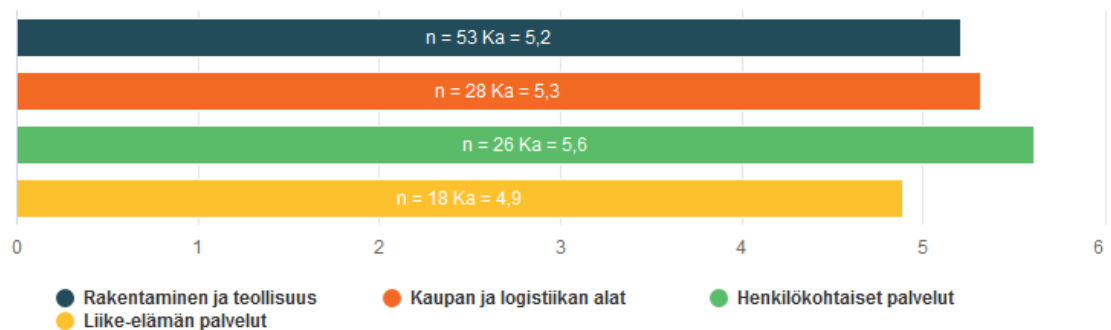 n = 53 Ka = 5,2
n = 28 Ka = 5,3
n = 26 Ka = 5,6
n = 18 Ka = 4,9
0 1 2 3 4 5 6
Rakentaminen ja teollisuus Kaupan ja logistiikan alat Henkilökohtaiset palvelut
Liike-elämän palvelut